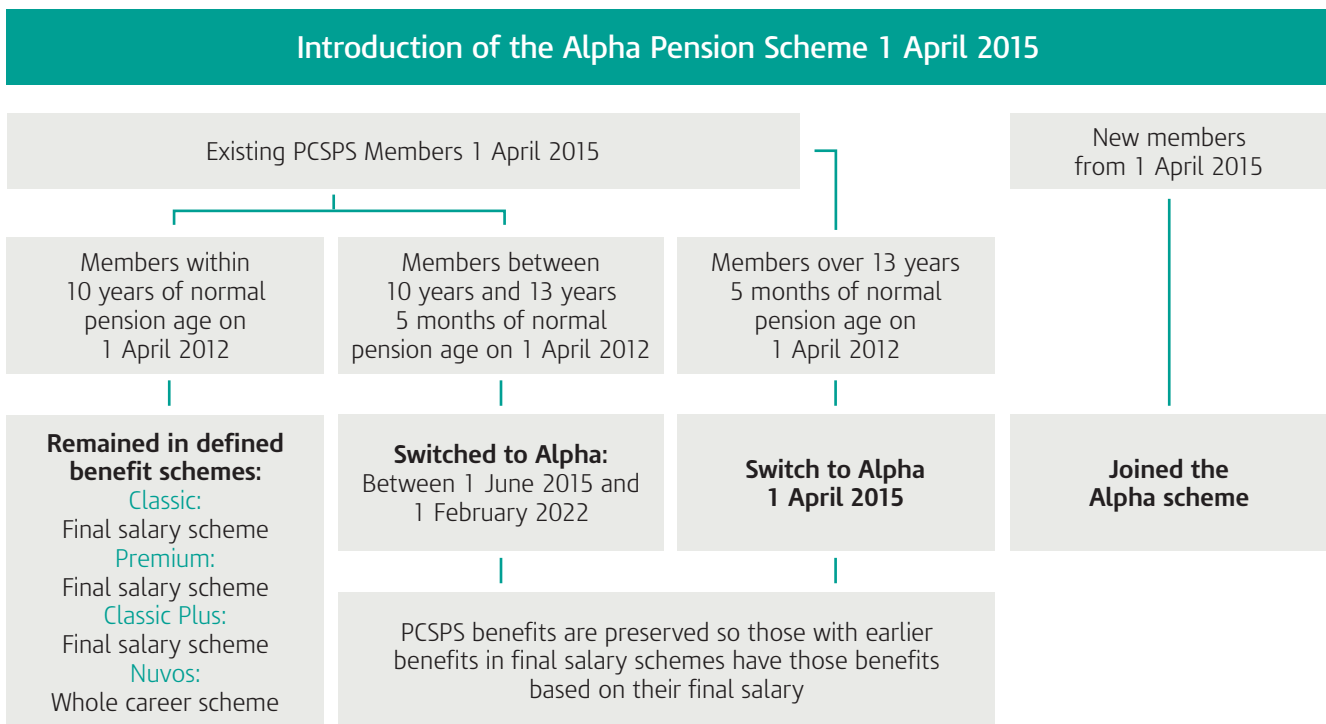 Introduction of the Alpha Pension Scheme 1 April 2015
Existing PCSPS Members 1 April 2015
New members
from 1 April 2015
Members within
10 years of normal
pension age on
1 April 2012
Members between
10 years and 13 years
5 months of normal
pension age on 1 April 2012
Members over 13 years
5 months of normal
pension age on
1 April 2012
Remained in defined
benefit schemes:
Classic:
Final salary scheme
Premium:
Final salary scheme
Classic Plus:
Final salary scheme
Nuvos:
Whole career scheme
Switched to Alpha:
Between 1 June 2015 and
1 February 2022
Switch to Alpha
1 April 2015
Joined the
Alpha scheme
PCSPS benefits are preserved so those with earlier
benefits in final salary schemes have those benefits
based on their final salary